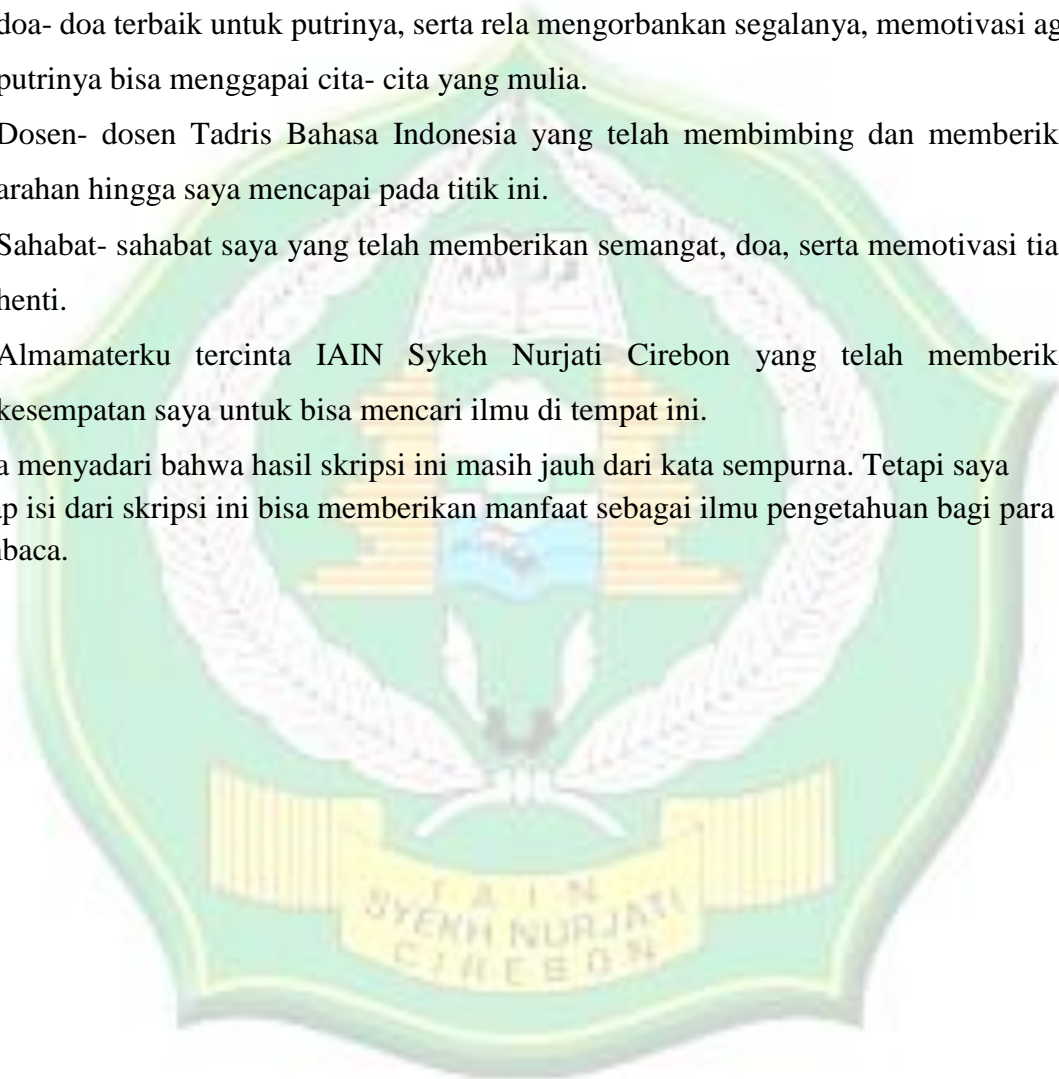 doa- doa terbaik untuk putrinya, serta rela mengorbankan segalanya, memotivasi ag
putrinya bisa menggapai cita- cita yang mulia.
Dosen- dosen Tadris Bahasa Indonesia yang telah membimbing dan memberik
arahan hingga saya mencapai pada titik ini.
Sahabat- sahabat saya yang telah memberikan semangat, doa, serta memotivasi tia
henti.
Almamaterku tercinta IAIN Sykeh Nurjati Cirebon yang telah memberik
kesempatan saya untuk bisa mencari ilmu di tempat ini.
a menyadari bahwa hasil skripsi ini masih jauh dari kata sempurna. Tetapi saya
ap isi dari skripsi ini bisa memberikan manfaat sebagai ilmu pengetahuan bagi para
baca.
IAIN
SYEKH NURJATI
CIREBON